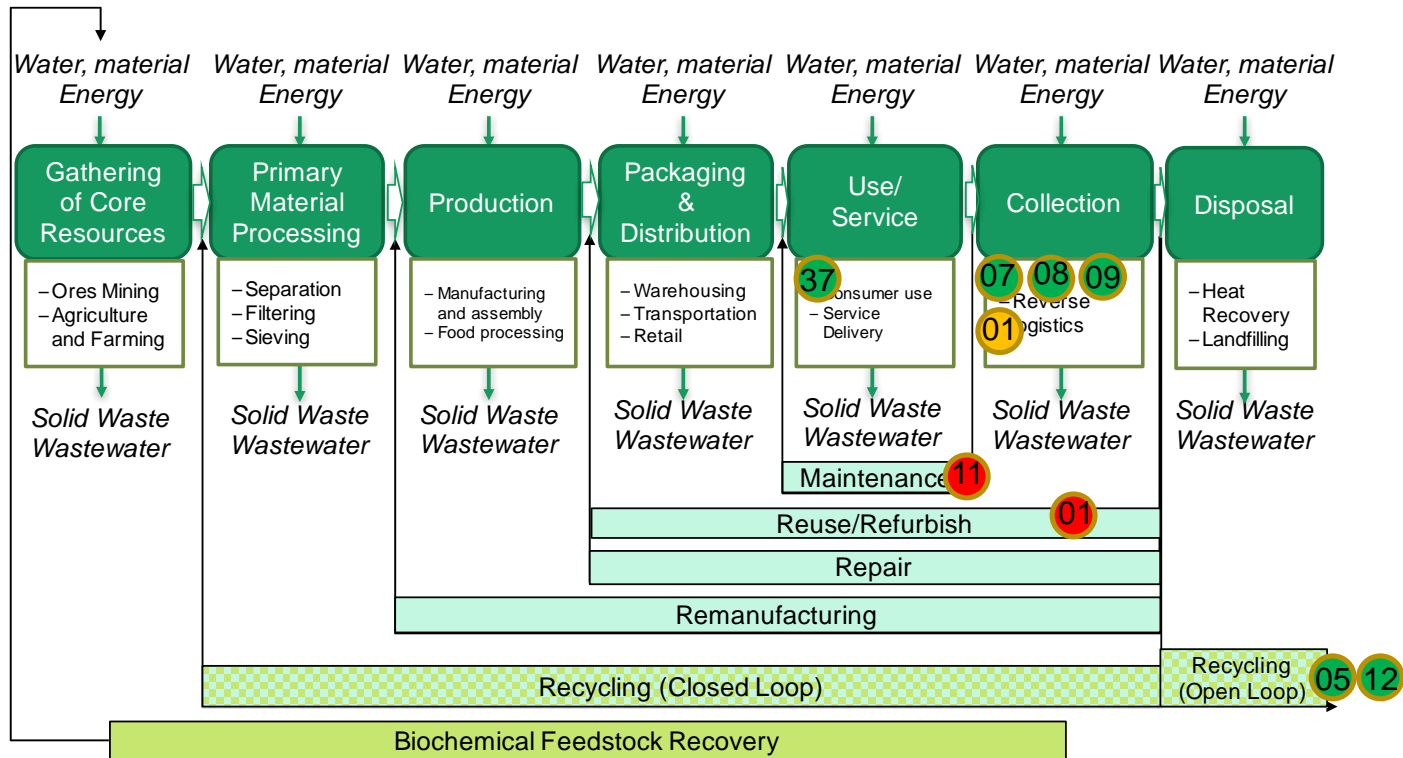 Water, material
Energy
Water, material
Energy
Water, material
Energy
Water, material
Energy
Water, material
Energy
Water, material
Energy
Water, material
Energy
Gathering
of Core
Resources
Primary
Material
Processing
Production
Packaging
&
Distribution
Use/
Service
Collection
Disposal
– Ores Mining
– Agriculture
and Farming
– Separation
– Filtering
– Sieving
– Manufacturing
and assembly
– Food processing
– Warehousing
– Transportation
– Retail
37
onsumer use
– Service
Delivery
07
08
09
– Reverse
01
ogistics
– Heat
Recovery
– Landfilling
Solid Waste
Wastewater
Solid Waste
Wastewater
Solid Waste
Wastewater
Solid Waste
Wastewater
Solid Waste
Wastewater
Solid Waste
Wastewater
Solid Waste
Wastewater
Maintenance
11
Reuse/Refurbish
01
Repair
Remanufacturing
Recycling (Closed Loop)
Recycling
(Open Loop)
05
12
Biochemical Feedstock Recovery